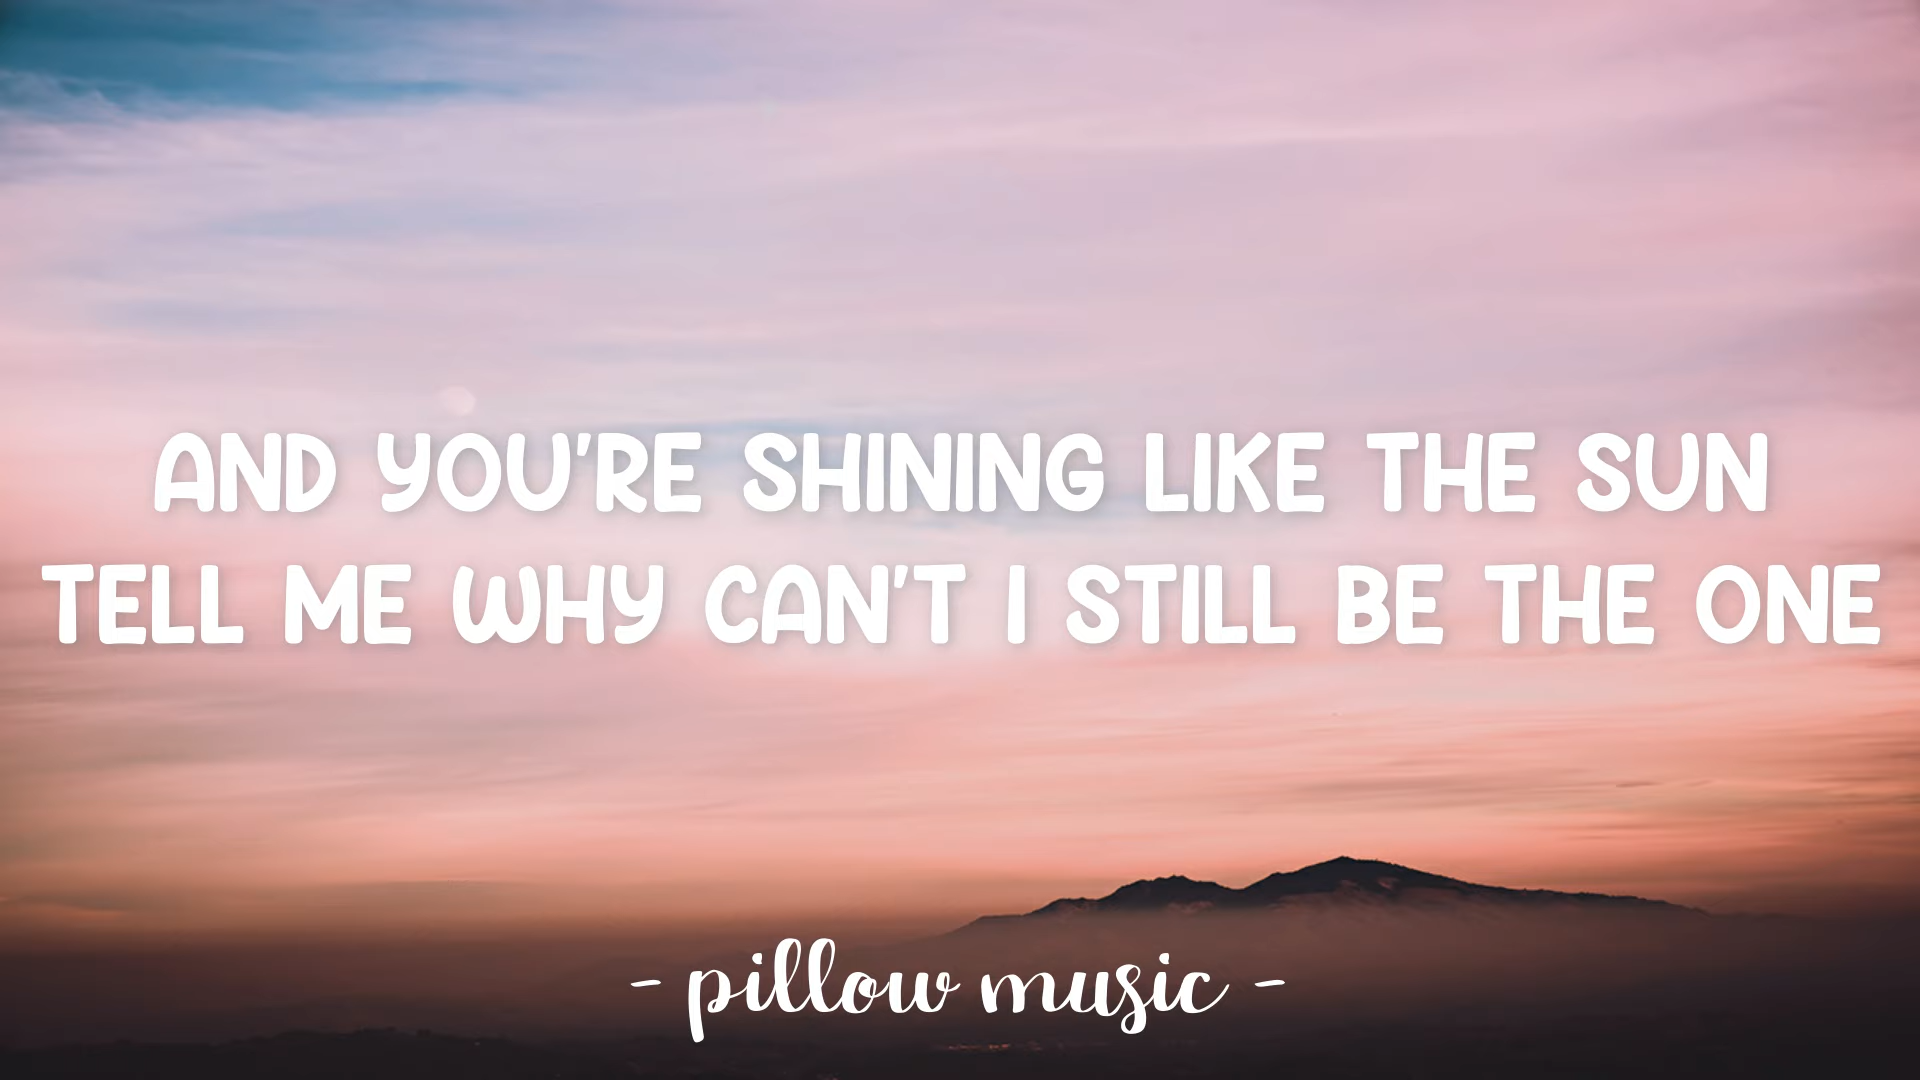 AND YOU'RE SHINING LIKE THE SUN
TELL ME WHY CAN'T I STILL BE THE ONE
- pillow music -